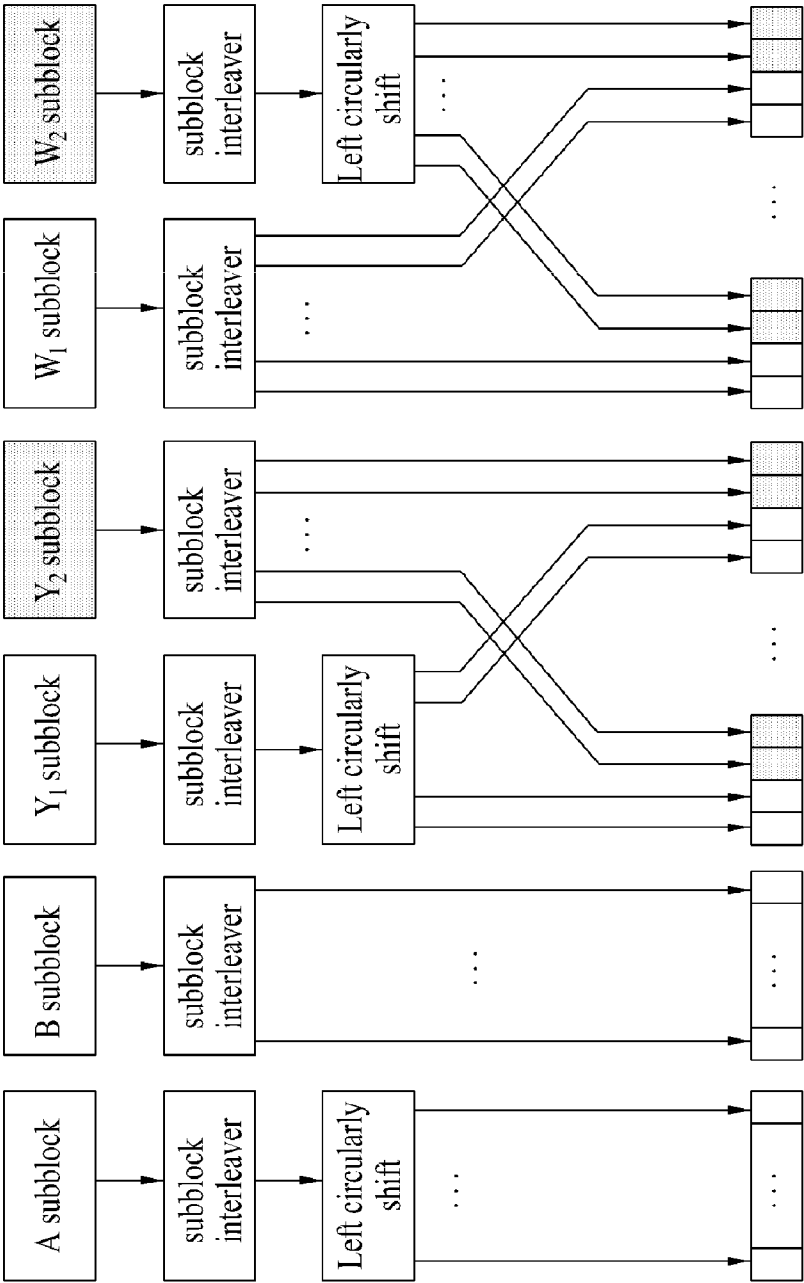 A subblock
B subblock
Y₁ subblock
Y₂ subblock
W₁ subblock
W₂ subblock
subblock
interleaver
subblock
interleaver
subblock
interleaver
subblock
interleaver
subblock
interleaver
subblock
interleaver
Left circularly
shift
Left circularly
shift
Left circularly
shift